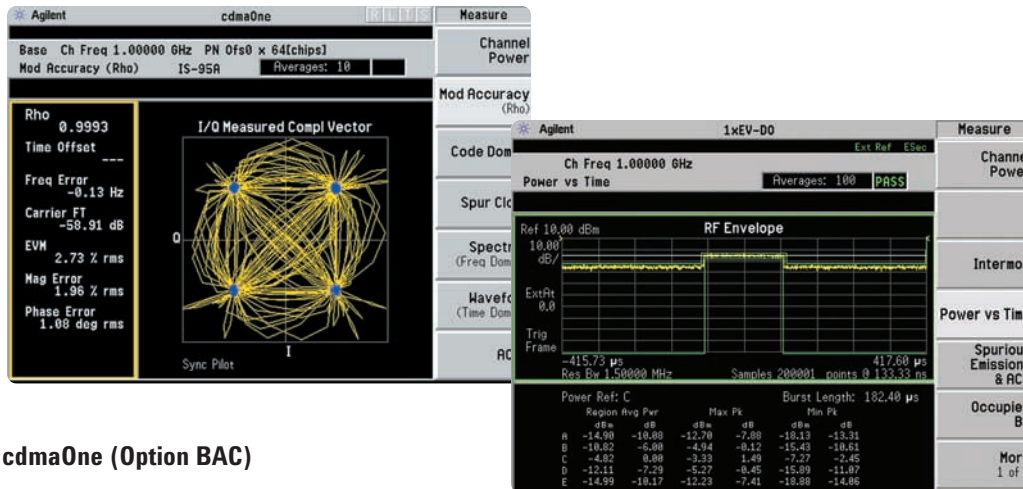 Agilent cdmaOne R L T S Measure
Base Ch Freq 1.00000 GHz PN Ofs0 x 64[chips]
Mod Accuracy (Rho) IS-95A Averages: 10
Channel
Power
Mod Accuracy
(Rho)
Code Dom
Spur Clo
Spectr
(Freq Dom
Wavefo
(Time Dom
AC
Rho
0.9993
Time Offset
---
Freq Error
-0.13 Hz
Carrier FT
-58.91 dB
EVM
2.73 % rms
Mag Error
1.96 % rms
Phase Error
1.08 deg rms
I/Q Measured Compl Vector
Q
I
Sync Pilot
Agilent 1xEV-DO Measure
Ext Ref ESec
Ch Freq 1.00000 GHz
Power vs Time Averages: 100 PASS
Channe
Powe
Intermo
Power vs Tim
Spuriou
Emission
& AC
Occupie
B
Mor
1 of
Ref 10.00 dBm RF Envelope
10.00
dB/
ExtAt
0.0
Trig
Frame
-415.73 µs 417.60 µs
Res Bw 1.50000 MHz Samples 200001 points @ 133.33 ns
Power Ref: C Burst Length: 182.40 µs
Region Avg Pwr Max Pk Min Pk
dBm dB dBm dB dBm dB
A -14.90 -10.08 -12.70 -7.88 -18.13 -13.31
B -10.82 -6.00 -4.94 -0.12 -15.43 -10.61
C -4.82 0.00 -3.33 1.49 -7.27 -2.45
D -12.11 -7.29 -5.27 -0.45 -15.89 -11.07
E -14.99 -10.17 -12.23 -7.41 -18.88 -14.06
cdmaOne (Option BAC)